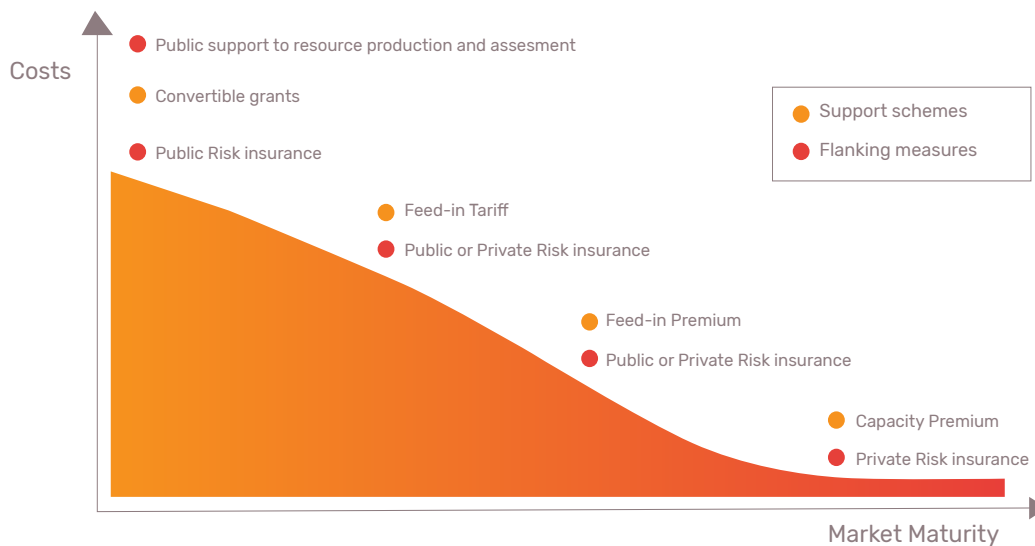 Costs
Public support to resource production and assesment
Convertible grants
Public Risk insurance
Support schemes
Flanking measures
Feed-in Tariff
Public or Private Risk insurance
Feed-in Premium
Public or Private Risk insurance
Capacity Premium
Private Risk insurance
Market Maturity